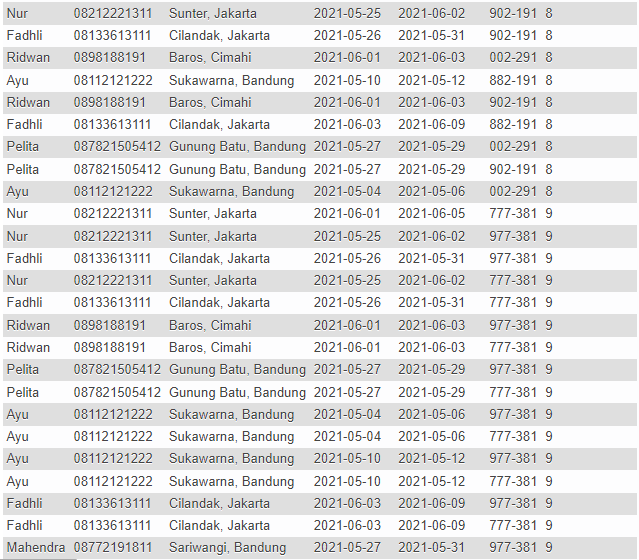 Nur 08212221311 Sunter, Jakarta 2021-05-25 2021-06-02 902-191 8
Fadhli 08133613111 Cilandak, Jakarta 2021-05-26 2021-05-31 902-191 8
Ridwan 0898188191 Baros, Cimahi 2021-06-01 2021-06-03 002-291 8
Ayu 08112121222 Sukawarna, Bandung 2021-05-10 2021-05-12 882-191 8
Ridwan 0898188191 Baros, Cimahi 2021-06-01 2021-06-03 902-191 8
Fadhli 08133613111 Cilandak, Jakarta 2021-06-03 2021-06-09 882-191 8
Pelita 087821505412 Gunung Batu, Bandung 2021-05-27 2021-05-29 002-291 8
Pelita 087821505412 Gunung Batu, Bandung 2021-05-27 2021-05-29 902-191 8
Ayu 08112121222 Sukawarna, Bandung 2021-05-04 2021-05-06 002-291 8
Nur 08212221311 Sunter, Jakarta 2021-06-01 2021-06-05 777-381 9
Nur 08212221311 Sunter, Jakarta 2021-05-25 2021-06-02 977-381 9
Fadhli 08133613111 Cilandak, Jakarta 2021-05-26 2021-05-31 977-381 9
Nur 08212221311 Sunter, Jakarta 2021-05-25 2021-06-02 777-381 9
Fadhli 08133613111 Cilandak, Jakarta 2021-05-26 2021-05-31 777-381 9
Ridwan 0898188191 Baros, Cimahi 2021-06-01 2021-06-03 977-381 9
Ridwan 0898188191 Baros, Cimahi 2021-06-01 2021-06-03 777-381 9
Pelita 087821505412 Gunung Batu, Bandung 2021-05-27 2021-05-29 977-381 9
Pelita 087821505412 Gunung Batu, Bandung 2021-05-27 2021-05-29 777-381 9
Ayu 08112121222 Sukawarna, Bandung 2021-05-04 2021-05-06 977-381 9
Ayu 08112121222 Sukawarna, Bandung 2021-05-04 2021-05-06 777-381 9
Ayu 08112121222 Sukawarna, Bandung 2021-05-10 2021-05-12 977-381 9
Ayu 08112121222 Sukawarna, Bandung 2021-05-10 2021-05-12 777-381 9
Fadhli 08133613111 Cilandak, Jakarta 2021-06-03 2021-06-09 977-381 9
Fadhli 08133613111 Cilandak, Jakarta 2021-06-03 2021-06-09 777-381 9
Mahendra 08772191811 Sariwangi, Bandung 2021-05-27 2021-05-31 977-381 9